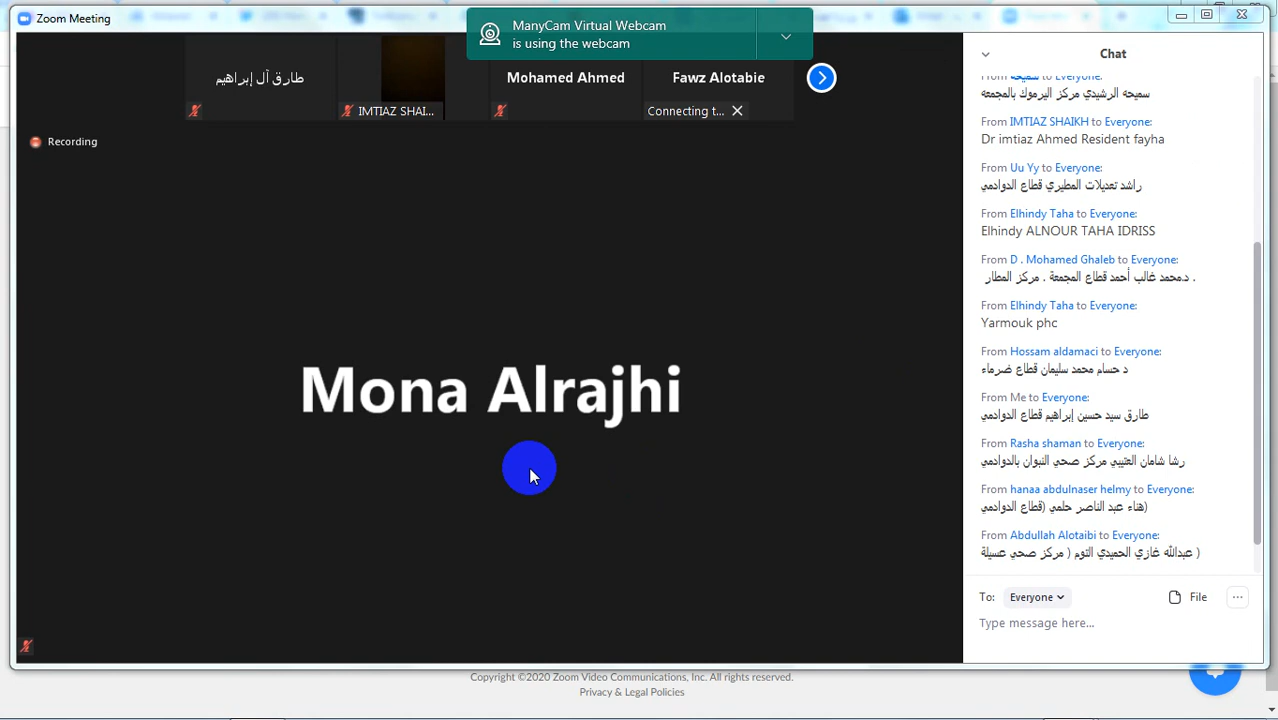 Zoom Meeting
ManyCam Virtual Webcam
is using the webcam
طارق آل إبراهيم
IMTIAZ SHAI...
Mohamed Ahmed
Fawz Alotabie
Connecting t...
Recording
Mona Alrajhi
Chat
From سميحه to Everyone:
سميحه الرشيدي مركز اليرموك بالمجمعه
From IMTIAZ SHAIKH to Everyone:
Dr imtiaz Ahmed Resident fayha
From Uu Yy to Everyone:
راشد تعديلات المطيري قطاع الدوادمي
From Elhindy Taha to Everyone:
Elhindy ALNOUR TAHA IDRISS
From D . Mohamed Ghaleb to Everyone:
. د.محمد غالب أحمد قطاع المجمعة . مركز المطار
From Elhindy Taha to Everyone:
Yarmouk phc
From Hossam aldamaci to Everyone:
د حسام محمد سليمان قطاع ضرماء
From Me to Everyone:
طارق سيد حسين إبراهيم قطاع الدوادمي
From Rasha shaman to Everyone:
رشا شامان العتيبي مركز صحي النبوان بالدوادمي
From hanaa abdulnaser helmy to Everyone:
(هناء عبد الناصر حلمي (قطاع الدوادمي
From Abdullah Alotaibi to Everyone:
( عبدالله غازي الحميدي التوم ( مركز صحي عسيلة
To: Everyone
File
...
Type message here...
Copyright ©2020 Zoom Video Communications, Inc. All rights reserved.
Privacy & Legal Policies